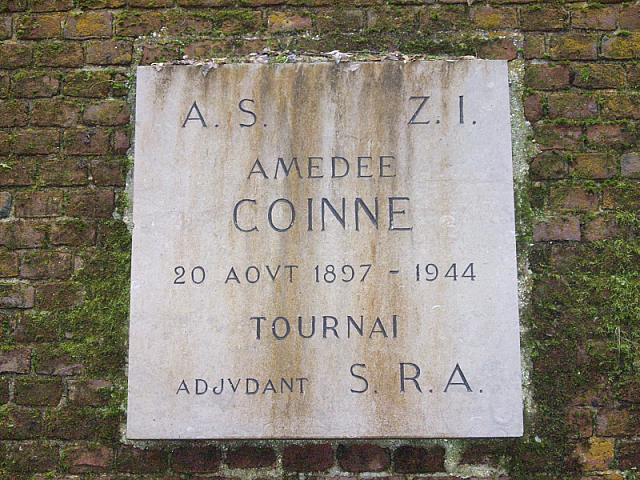 A. S. Z. I.
AMEDEE
COINNE
20 AOVT 1897 - 1944
TOURNAI
ADJVDANT S. R. A.